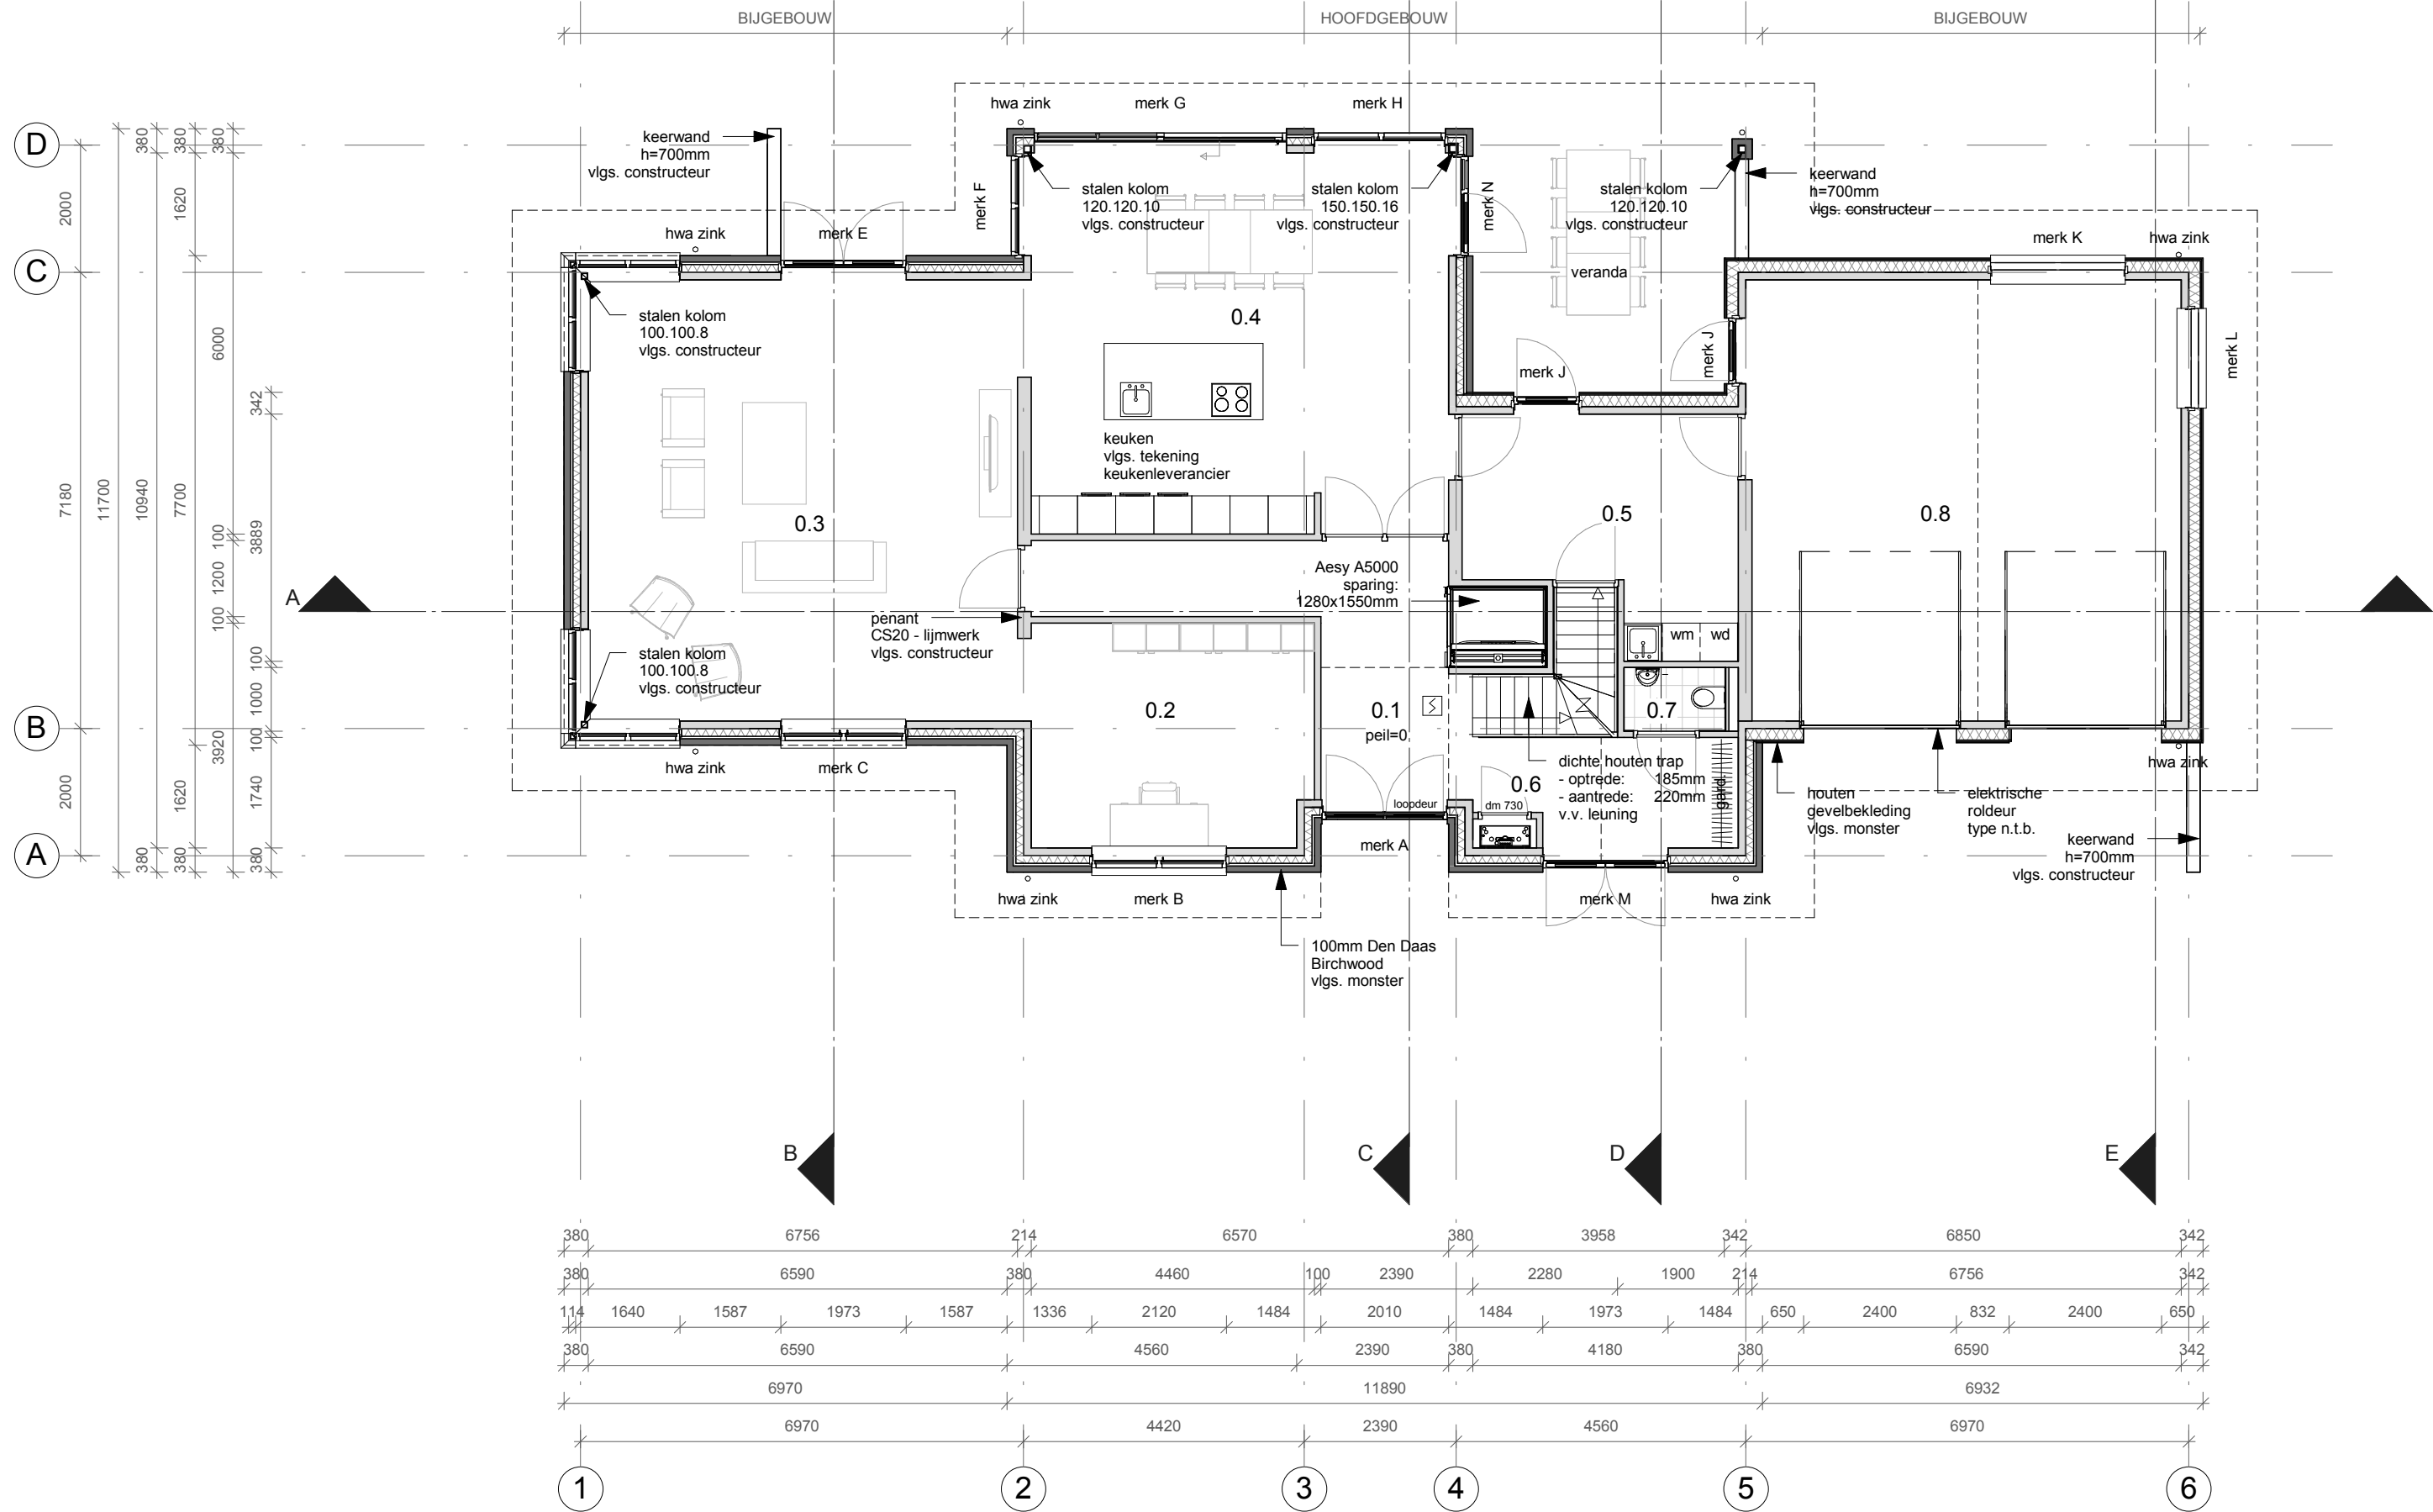 BIJGEBOUW
HOOFDGEBOUW
BIJGEBOUW
hwa zink
merk G
merk H
D
380
380
380
keerwand
h=700mm
vlgs. constructeur
merk F
stalen kolom
120.120.10
vlgs. constructeur
stalen kolom
150.150.16
vlgs. constructeur
merk N
stalen kolom
120.120.10
vlgs. constructeur
keerwand
h=700mm
vlgs. constructeur
2000
1620
hwa zink
merk E
merk K
hwa zink
C
veranda
stalen kolom
100.100.8
vlgs. constructeur
0.4
6000
merk J
merk J
merk L
342
keuken
vlgs. tekening
keukenleverancier
7180
11700
10940
7700
100
3889
0.3
0.5
0.8
1200
Aesy A5000
sparing:
1280x1550mm
A
100
penant
CS20 - lijmwerk
vlgs. constructeur
wm
wd
100
stalen kolom
100.100.8
vlgs. constructeur
1000
0.2
0.1
peil=0
0.7
B
100
3920
hwa zink
merk C
dichte houten trap
- optrede: 185mm
- aantrede: 220mm
v.v. leuning
gard.
hwa zink
2000
1620
1740
0.6
loopdeur
dm 730
houten
gevelbekleding
vlgs monster
elektrische
roldeur
type n.t.b.
keerwand
h=700mm
vlgs. constructeur
A
380
380
380
merk A
hwa zink
merk B
merk M
hwa zink
100mm Den Daas
Birchwood
vlgs. monster
B
C
D
E
380 6756 214 6570 380 3958 342 6850 342
380 6590 380 4460 100 2390 2280 1900 214 6756 342
114 1640 1587 1973 1587 1336 2120 1484 2010 1484 1973 1484 650 2400 832 2400 650
380 6590 4560 2390 380 4180 380 6590 342
6970 11890 6932
6970 4420 2390 4560 6970
1 2 3 4 5 6